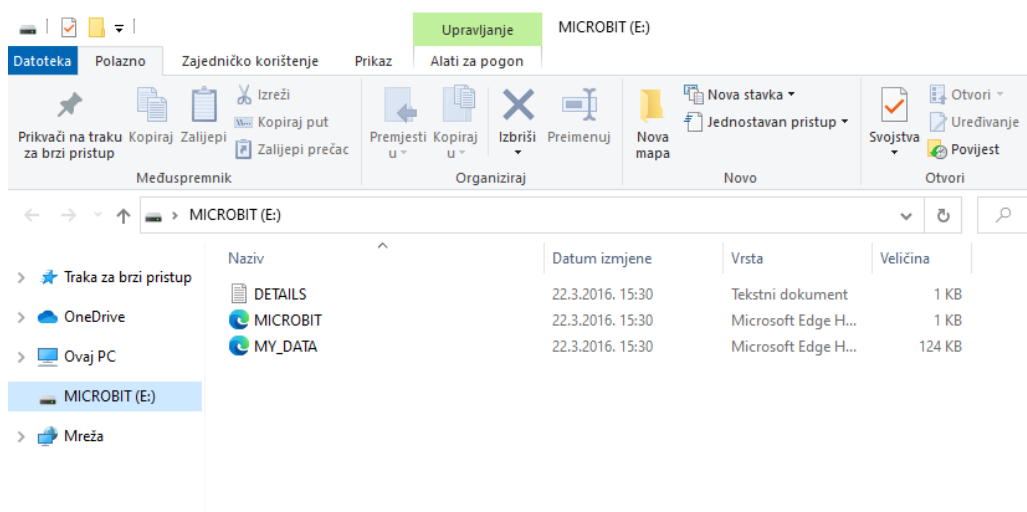 Upravljanje MICROBIT (E:)
Datoteka Polazno Zajedničko korištenje Prikaz Alati za pogon
Prikvači na traku za brzi pristup
Kopiraj
Zalijepi
Izreži
Kopiraj put
Zalijepi prečac
Međuspremnik
Premjesti
u
Kopiraj
u
Izbriši
Preimenuj
Organiziraj
Nova
mapa
Nova stavka
Jednostavan pristup
Novo
Svojstva
Otvori
Uređivanje
Povijest
Otvori
MICROBIT (E:)
Naziv Datum izmjene Vrsta Veličina
Traka za brzi pristup
OneDrive
Ovaj PC
MICROBIT (E:)
Mreža
DETAILS 22.3.2016. 15:30 Tekstni dokument 1 KB
MICROBIT 22.3.2016. 15:30 Microsoft Edge H... 1 KB
MY_DATA 22.3.2016. 15:30 Microsoft Edge H... 124 KB